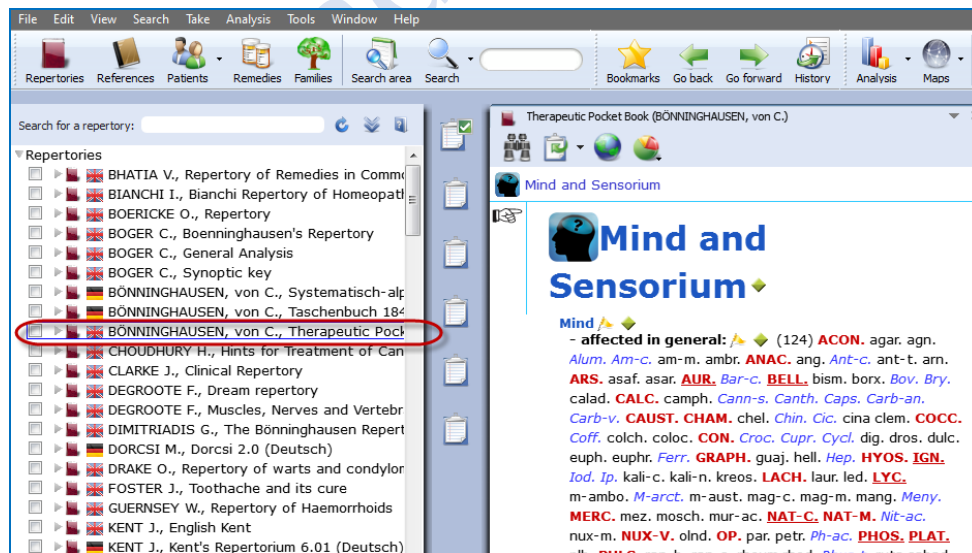 File Edit View Search Take Analysis Tools Window Help
Repertories References Patients Remedies Families Search area Search Bookmarks Go back Go forward History Analysis Maps
Search for a repertory:
Repertories
BHATIA V., Repertory of Remedies in Commo
BIANCHI I., Bianchi Repertory of Homeopath
BOERICKE O., Repertory
BOGER C., Boenninghausen's Repertory
BOGER C., General Analysis
BOGER C., Synoptic key
BÖNNINGHAUSEN, von C., Systematisch-alp
BÖNNINGHAUSEN, von C., Taschenbuch 184
BÖNNINGHAUSEN, von C., Therapeutic Pock
CHOUDHURY H., Hints for Treatment of Can
CLARKE J., Clinical Repertory
DEGROOTE F., Dream repertory
DEGROOTE F., Muscles, Nerves and Vertebr
DIMITRIADIS G., The Bönninghausen Repert
DORCSI M., Dorcsi 2.0 (Deutsch)
DRAKE O., Repertory of warts and condylor
FOSTER J., Toothache and its cure
GUERNSEY W., Repertory of Haemorrhoids
KENT J., English Kent
KENT J., Kent's Repertorium 6.01 (Deutsch)
Therapeutic Pocket Book (BÖNNINGHAUSEN, von C.)
Mind and Sensorium
Mind and
Sensorium
Mind
- affected in general: (124) ACON. agar. agn.
Alum. Am-c. am-m. ambr. ANAC. ang. Ant-c. ant-t. arn.
ARS. asaf. asar. AUR. Bar-c. BELL. bism. borx. Bov. Bry.
calad. CALC. camph. Cann-s. Canth. Caps. Carb-an.
Carb-v. CAUST. CHAM. chel. Chin. Cic. cina clem. COCC.
Coff. colch. coloc. CON. Croc. Cupr. Cycl. dig. dros. dulc.
euph. euphr. Ferr. GRAPH. guaj. hell. Hep. HYOS. IGN.
Iod. Ip. kali-c. kali-n. kreos. LACH. laur. led. LYC.
m-ambo. M-arct. m-aust. mag-c. mag-m. mang. Meny.
MERC. mez. mosch. mur-ac. NAT-C. NAT-M. Nit-ac.
nux-m. NUX-V. olnd. OP. par. petr. Ph-ac. PHOS. PLAT.